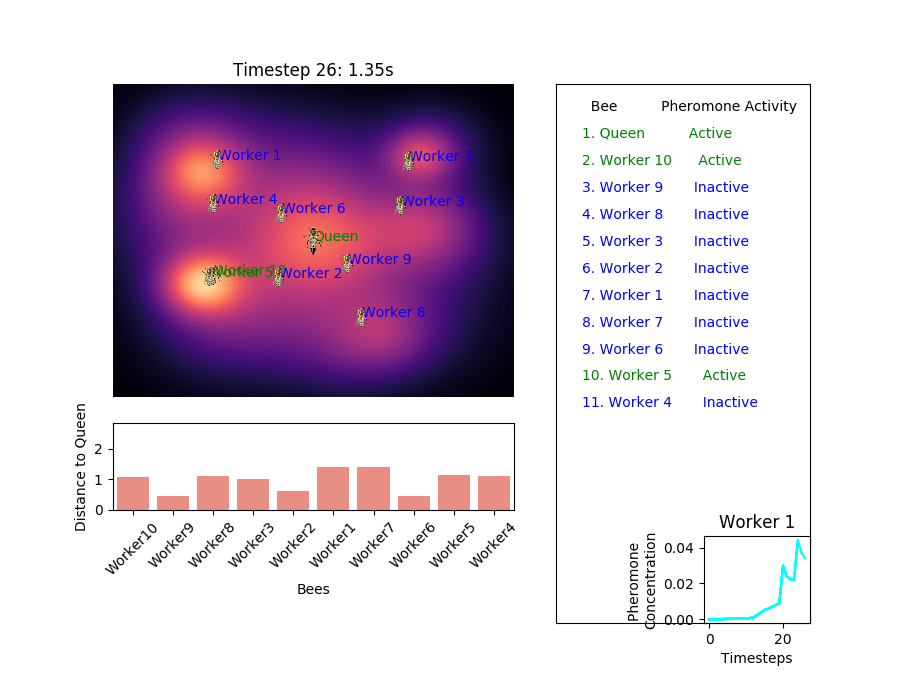 Timestep 26: 1.35s
Worker 1
Worker 7
Worker 4
Worker 3
Worker 6
Queen
Worker 9
Worker 5
Worker 2
Worker 8
Distance to Queen
2
1
0
Worker10
Worker9
Worker8
Worker3
Worker2
Worker1
Worker7
Worker6
Worker5
Worker4
Bees
Bee Pheromone Activity
1. Queen Active
2. Worker 10 Active
3. Worker 9 Inactive
4. Worker 8 Inactive
5. Worker 3 Inactive
6. Worker 2 Inactive
7. Worker 1 Inactive
8. Worker 7 Inactive
9. Worker 6 Inactive
10. Worker 5 Active
11. Worker 4 Inactive
Worker 1
Pheromone
Concentration
0.04
0.02
0.00
0
20
Timesteps